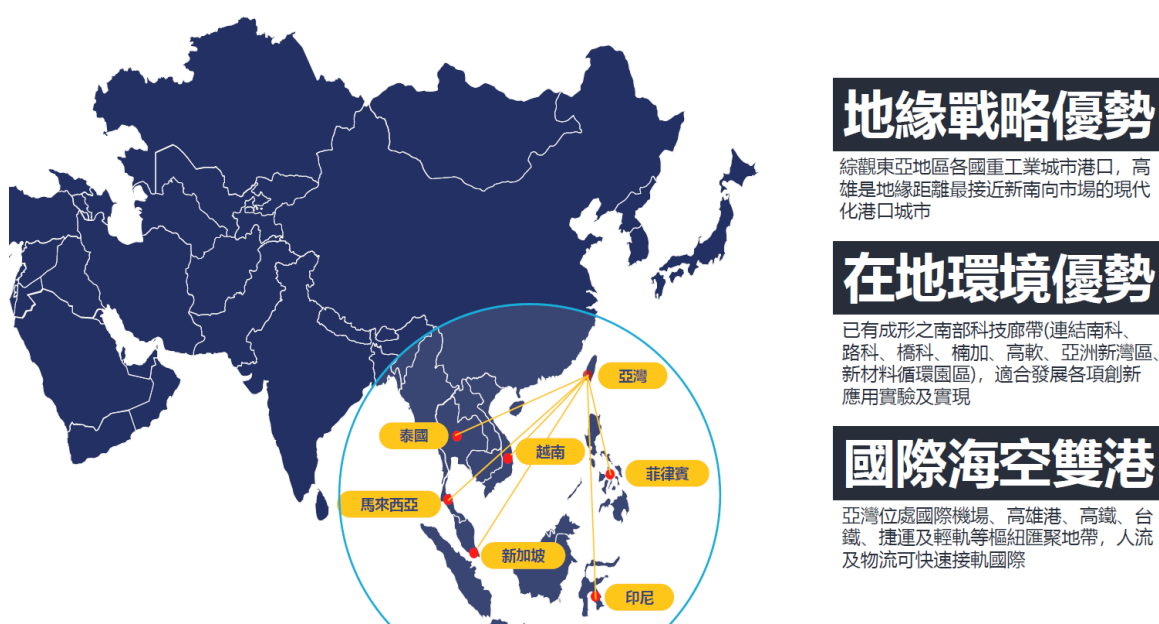 地緣戰略優勢
綜觀東亞地區各國重工業城市港口，高
雄是地緣距離最接近新南向市場的現代
化港口城市
在地環境優勢
已有成形之南部科技廊帶(連結南科、
路科、橋科、楠加、高軟、亞洲新灣區、
新材料循環園區)，適合發展各項創新
應用實驗及實現
國際海空雙港
亞灣位處國際機場、高雄港、高鐵、台
鐵、捷運及輕軌等樞紐匯聚地帶，人流
及物流可快速接軌國際
亞灣
泰國
越南
菲律賓
馬來西亞
新加坡
印尼